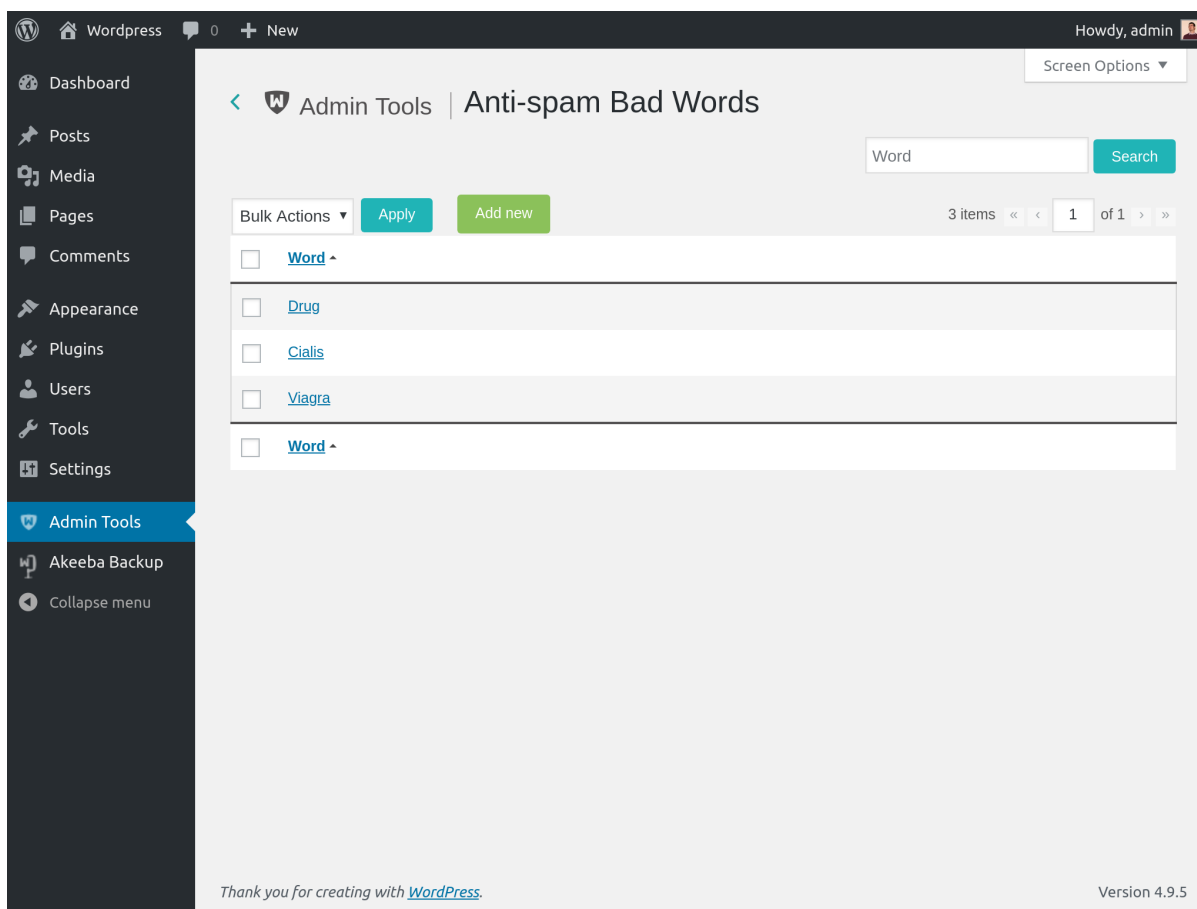 Wordpress 0 + New Howdy, admin
Screen Options ▼
Dashboard
Posts
Media
Pages
Comments
Appearance
Plugins
Users
Tools
Settings
Admin Tools
Akeeba Backup
Collapse menu
Admin Tools | Anti-spam Bad Words
Word Search
Bulk Actions ▼ Apply Add new 3 items « ‹ 1 of 1 › »
Word
Drug
Cialis
Viagra
Word
Thank you for creating with WordPress. Version 4.9.5